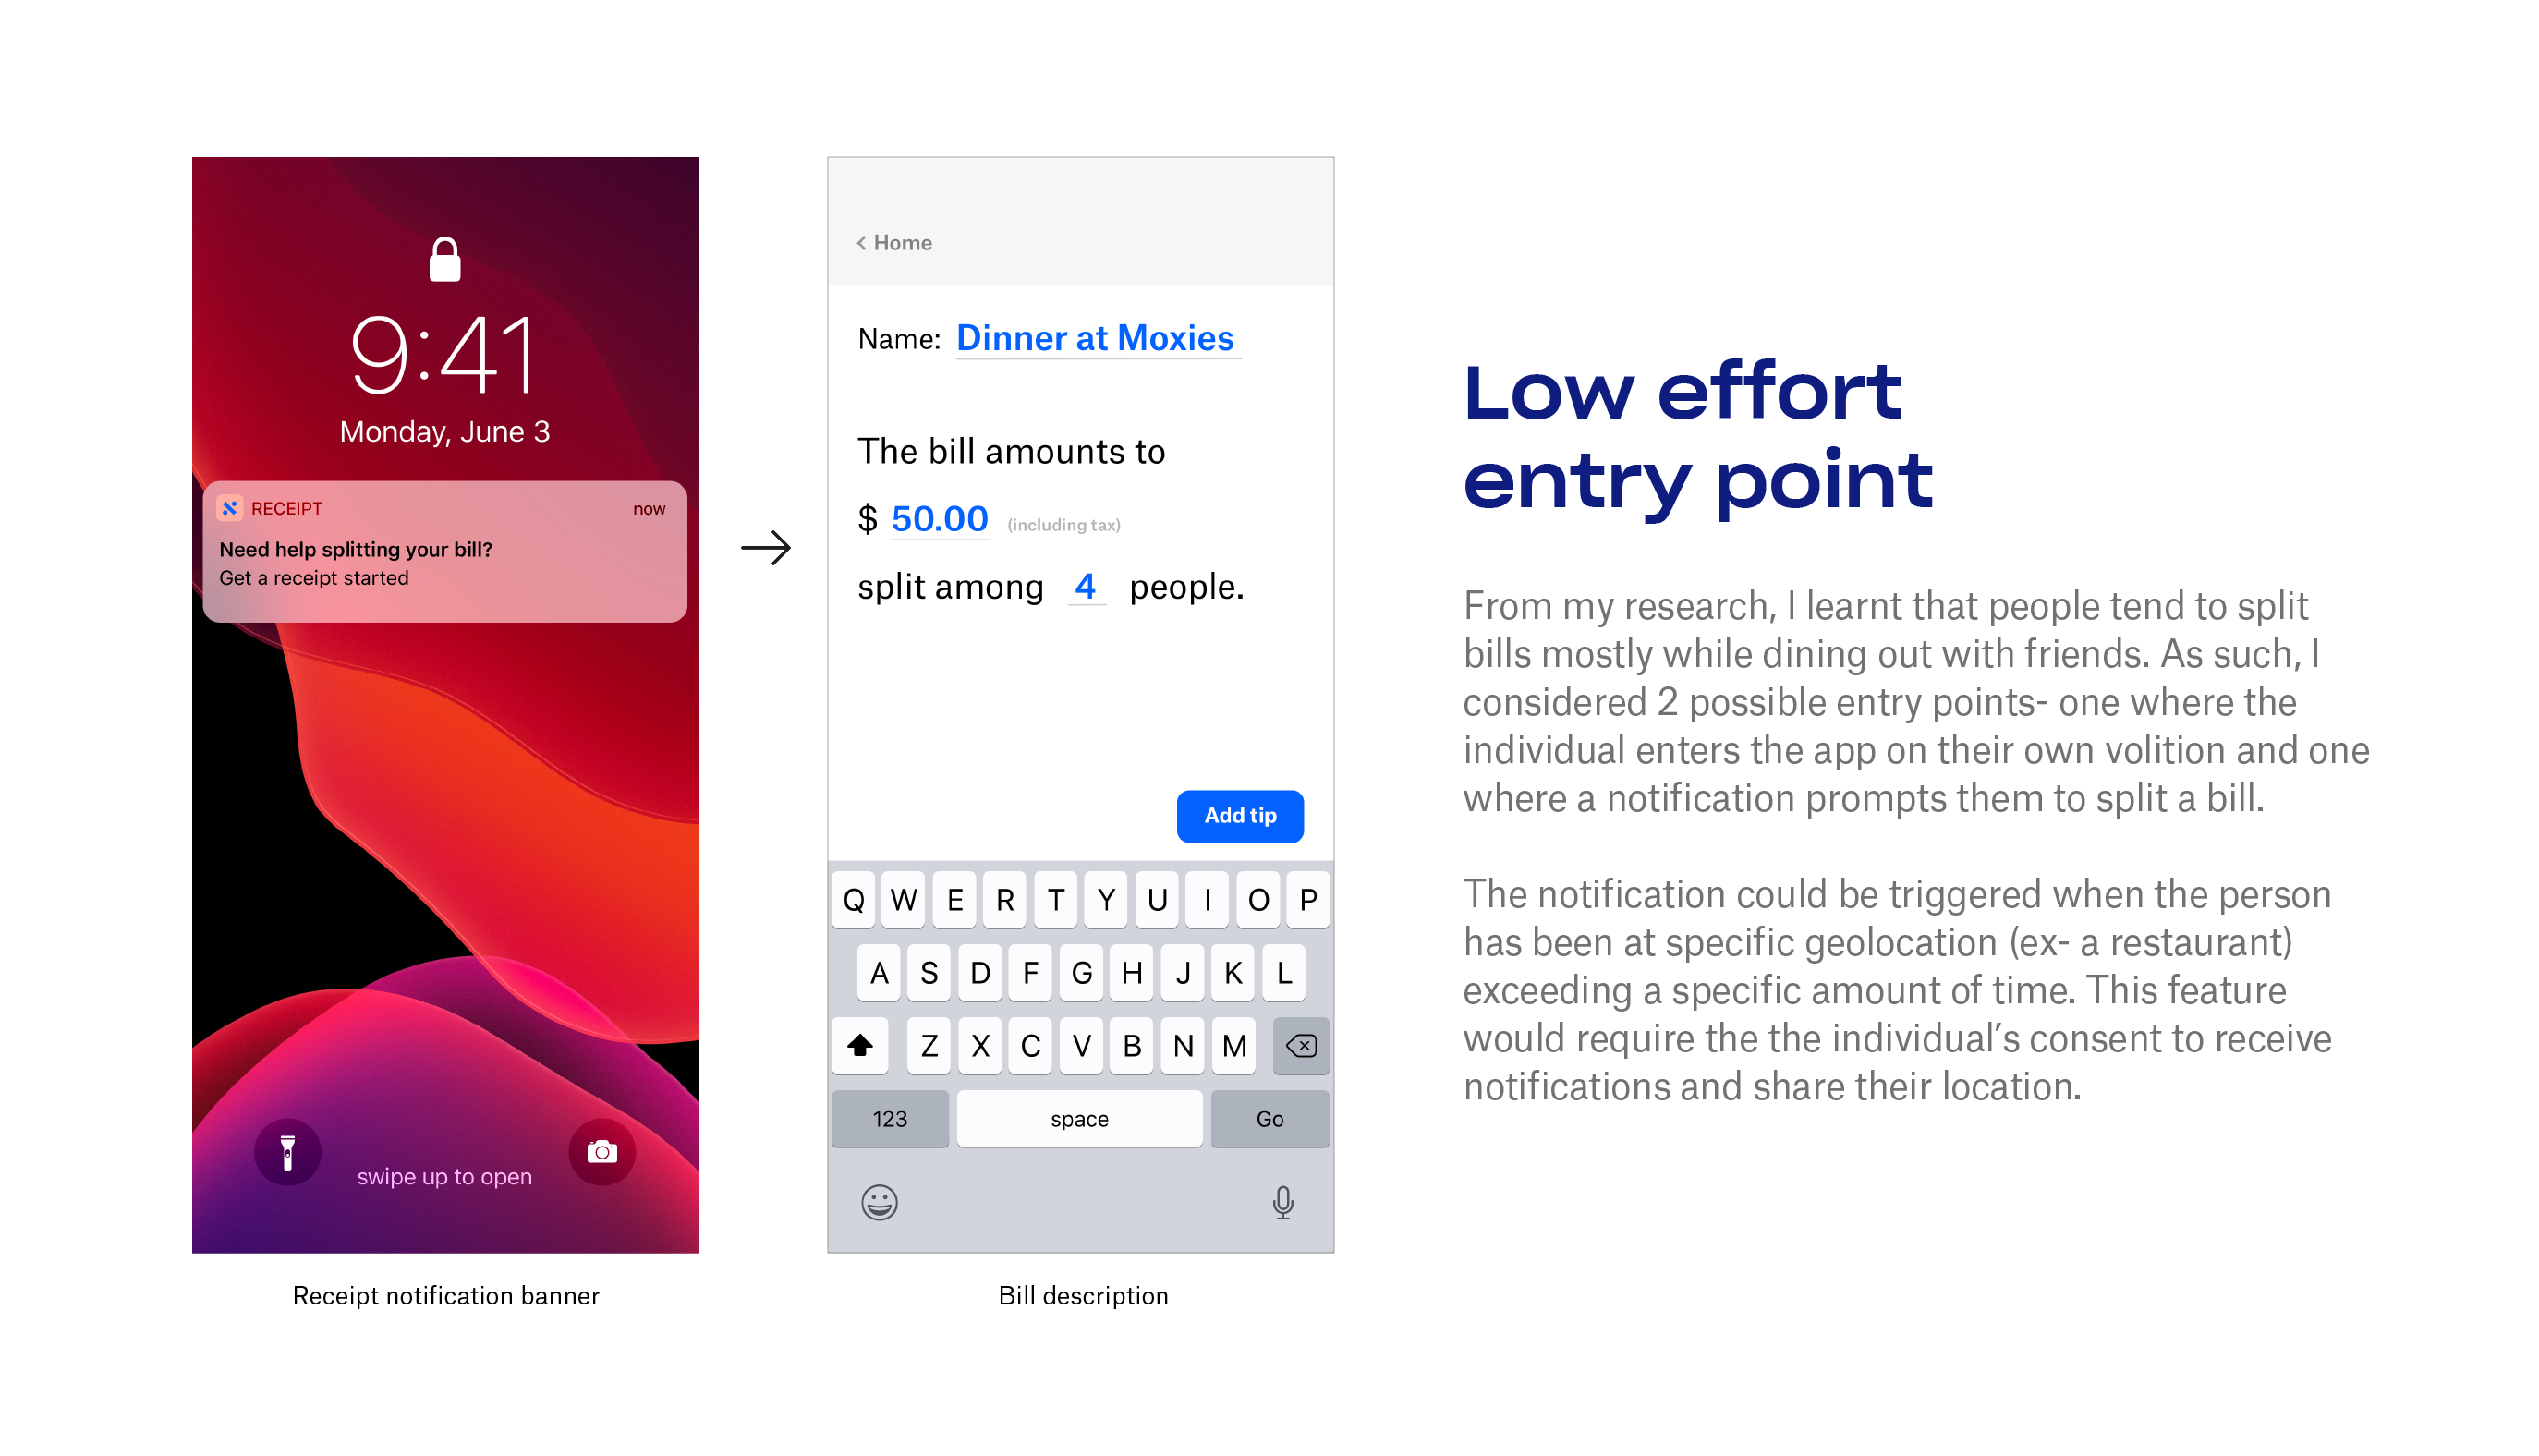 9:41
Monday, June 3
RECEIPT now
Need help splitting your bill?
Get a receipt started
swipe up to open
Receipt notification banner
Home
Name: Dinner at Moxies
The bill amounts to
$ 50.00 (including tax)
split among 4 people.
Add tip
Q W E R T Y U I O P
A S D F G H J K L
Z X C V B N M
123 space Go
Bill description
Low effort
entry point
From my research, I learnt that people tend to split
bills mostly while dining out with friends. As such, I
considered 2 possible entry points- one where the
individual enters the app on their own volition and one
where a notification prompts them to split a bill.
The notification could be triggered when the person
has been at specific geolocation (ex- a restaurant)
exceeding a specific amount of time. This feature
would require the the individual’s consent to receive
notifications and share their location.